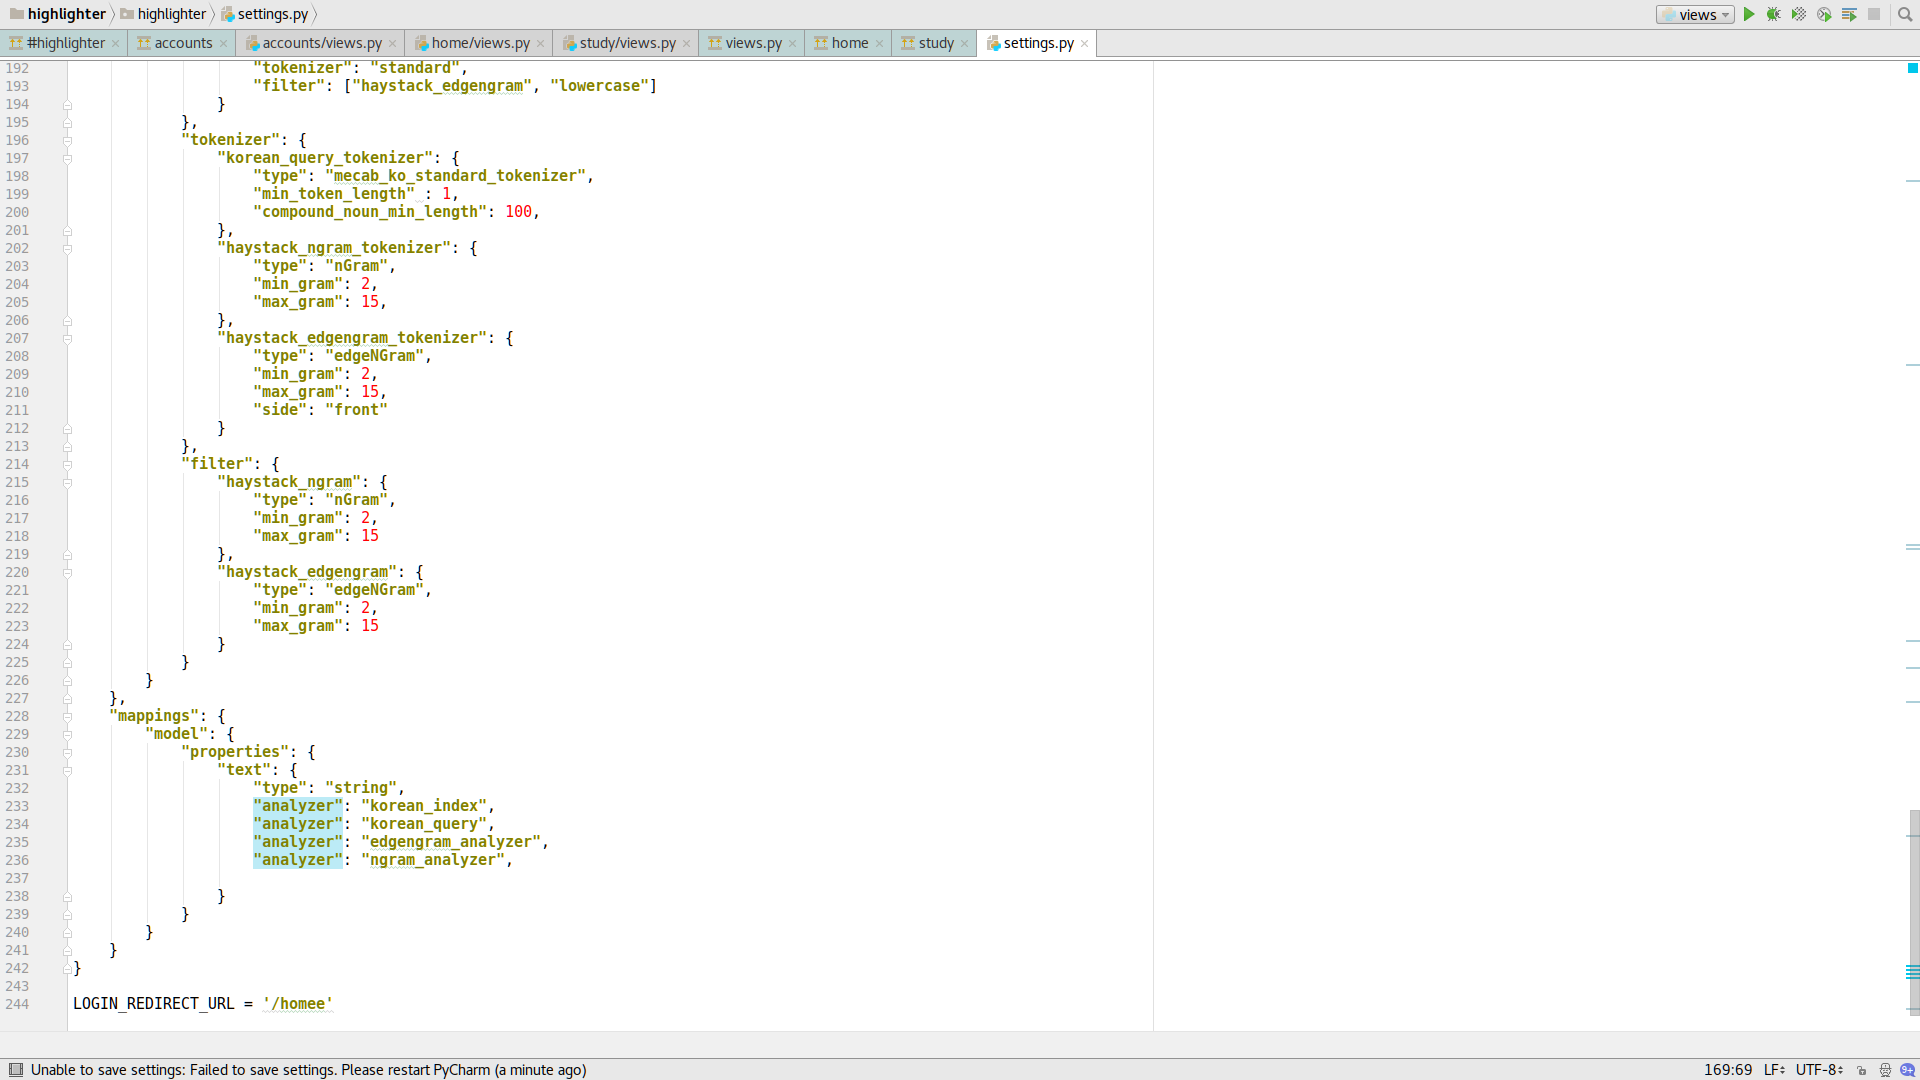 highlighter highlighter settings.py views
#highlighter accounts accounts/views.py home/views.py study/views.py views.py home study settings.py
192 "tokenizer": "standard",
193 "filter": ["haystack_edgengram", "lowercase"]
194 }
195 },
196 "tokenizer": {
197 "korean_query_tokenizer": {
198 "type": "mecab_ko_standard_tokenizer",
199 "min_token_length" : 1,
200 "compound_noun_min_length": 100,
201 },
202 "haystack_ngram_tokenizer": {
203 "type": "nGram",
204 "min_gram": 2,
205 "max_gram": 15,
206 },
207 "haystack_edgengram_tokenizer": {
208 "type": "edgeNGram",
209 "min_gram": 2,
210 "max_gram": 15,
211 "side": "front"
212 }
213 },
214 "filter": {
215 "haystack_ngram": {
216 "type": "nGram",
217 "min_gram": 2,
218 "max_gram": 15
219 },
220 "haystack_edgengram": {
221 "type": "edgeNGram",
222 "min_gram": 2,
223 "max_gram": 15
224 }
225 }
226 }
227 },
228 "mappings": {
229 "model": {
230 "properties": {
231 "text": {
232 "type": "string",
233 "analyzer": "korean_index",
234 "analyzer": "korean_query",
235 "analyzer": "edgengram_analyzer",
236 "analyzer": "ngram_analyzer",
237
238 }
239 }
240 }
241 }
242 }
243
244 LOGIN_REDIRECT_URL = '/homee'
Unable to save settings: Failed to save settings. Please restart PyCharm (a minute ago) 169:69 LF UTF-8 9+